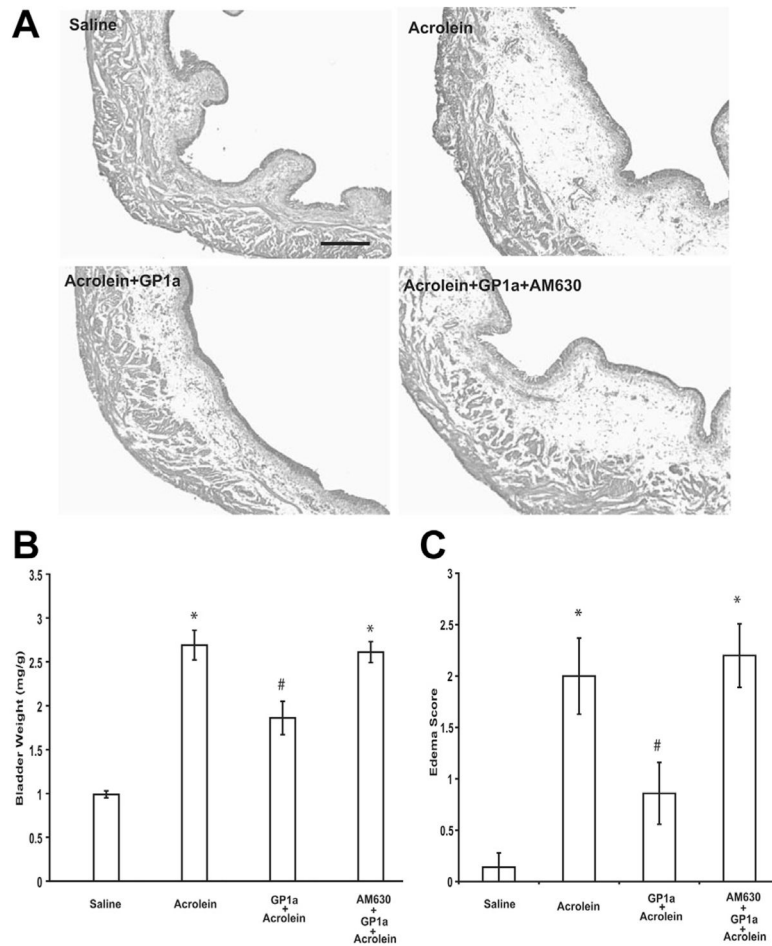 A
Saline
Acrolein
Acrolein+GP1a
Acrolein+GP1a+AM630
B
Bladder Weight (mg/g)
3.5
3
2.5
2
1.5
1
0.5
0
*
#
*
Saline
Acrolein
GP1a
+
Acrolein
AM630
+
GP1a
+
Acrolein
C
Edema Score
3
2.5
2
1.5
1
0.5
0
*
#
*
Saline
Acrolein
GP1a
+
Acrolein
AM630
+
GP1a
+
Acrolein